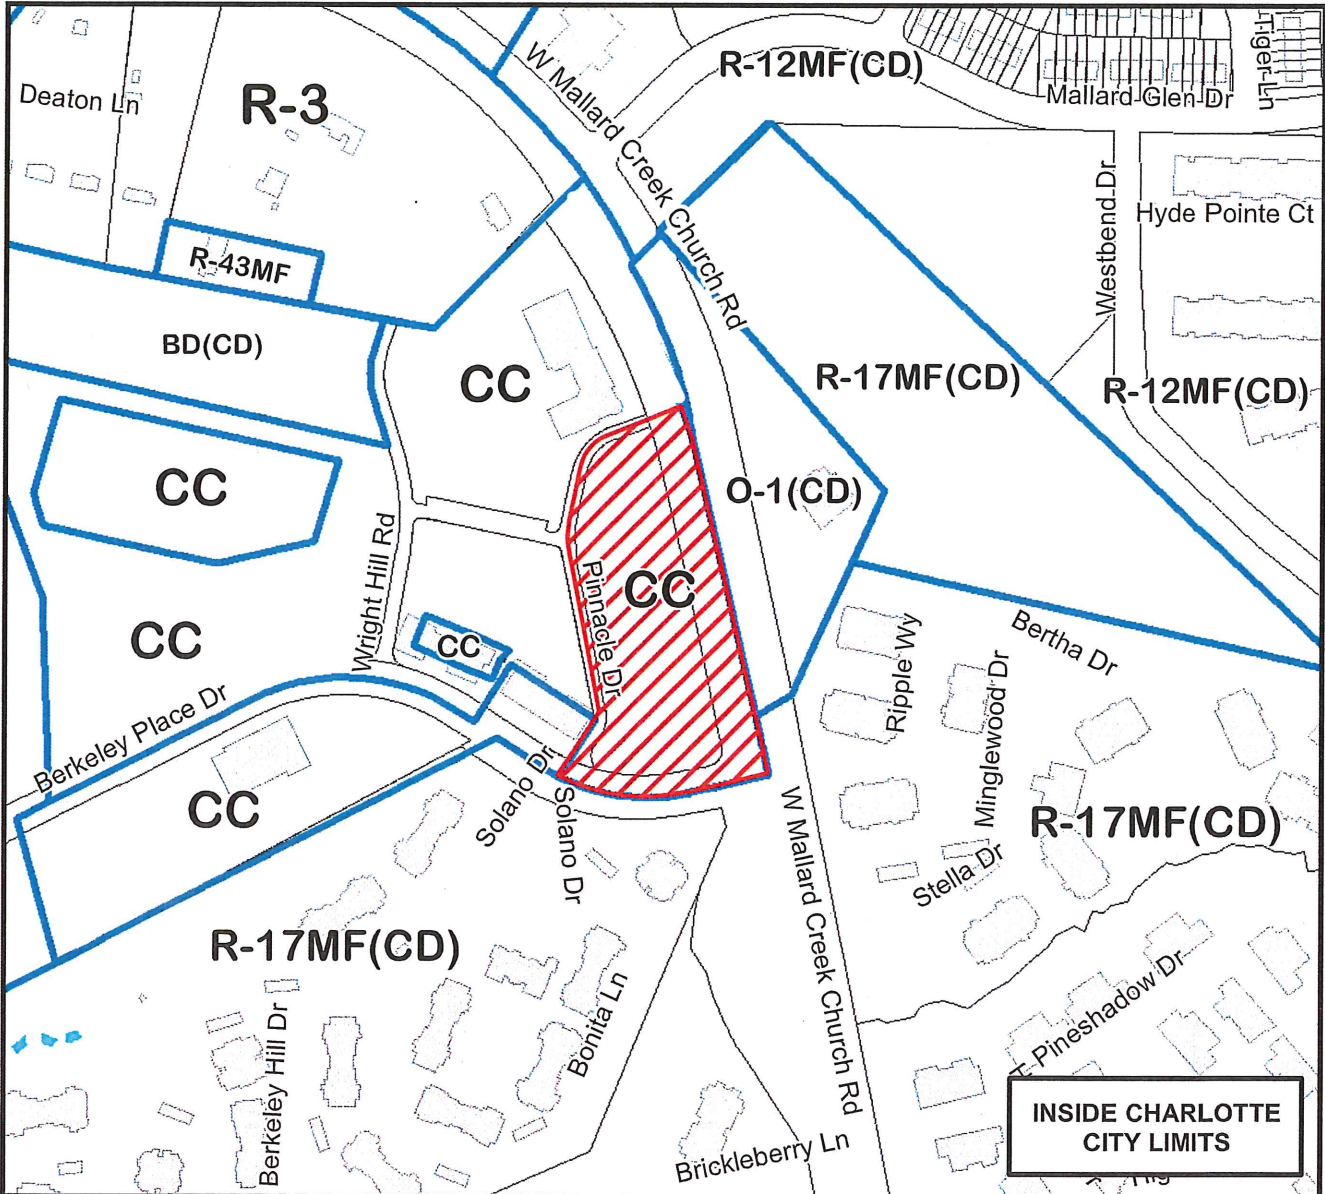 R-12MF(CD)
W Mallard Creek Church Rd
Tiger Ln
Mallard Glen Dr
Deaton Ln
R-3
Westbend Dr
Hyde Pointe Ct
R-43MF
BD(CD)
CC
R-17MF(CD)
R-12MF(CD)
CC
O-1(CD)
Wright Hill Rd
Pinnacle Dr
CC
CC
CC
Ripple Wy
Bertha Dr
Minglewood Dr
Berkeley Place Dr
CC
Solano Dr
Solano Dr
W Mallard Creek Church Rd
R-17MF(CD)
Stella Dr
R-17MF(CD)
Pineshadow Dr
Bonita Ln
Berkeley Hill Dr
Brickleberry Ln
INSIDE CHARLOTTE
CITY LIMITS